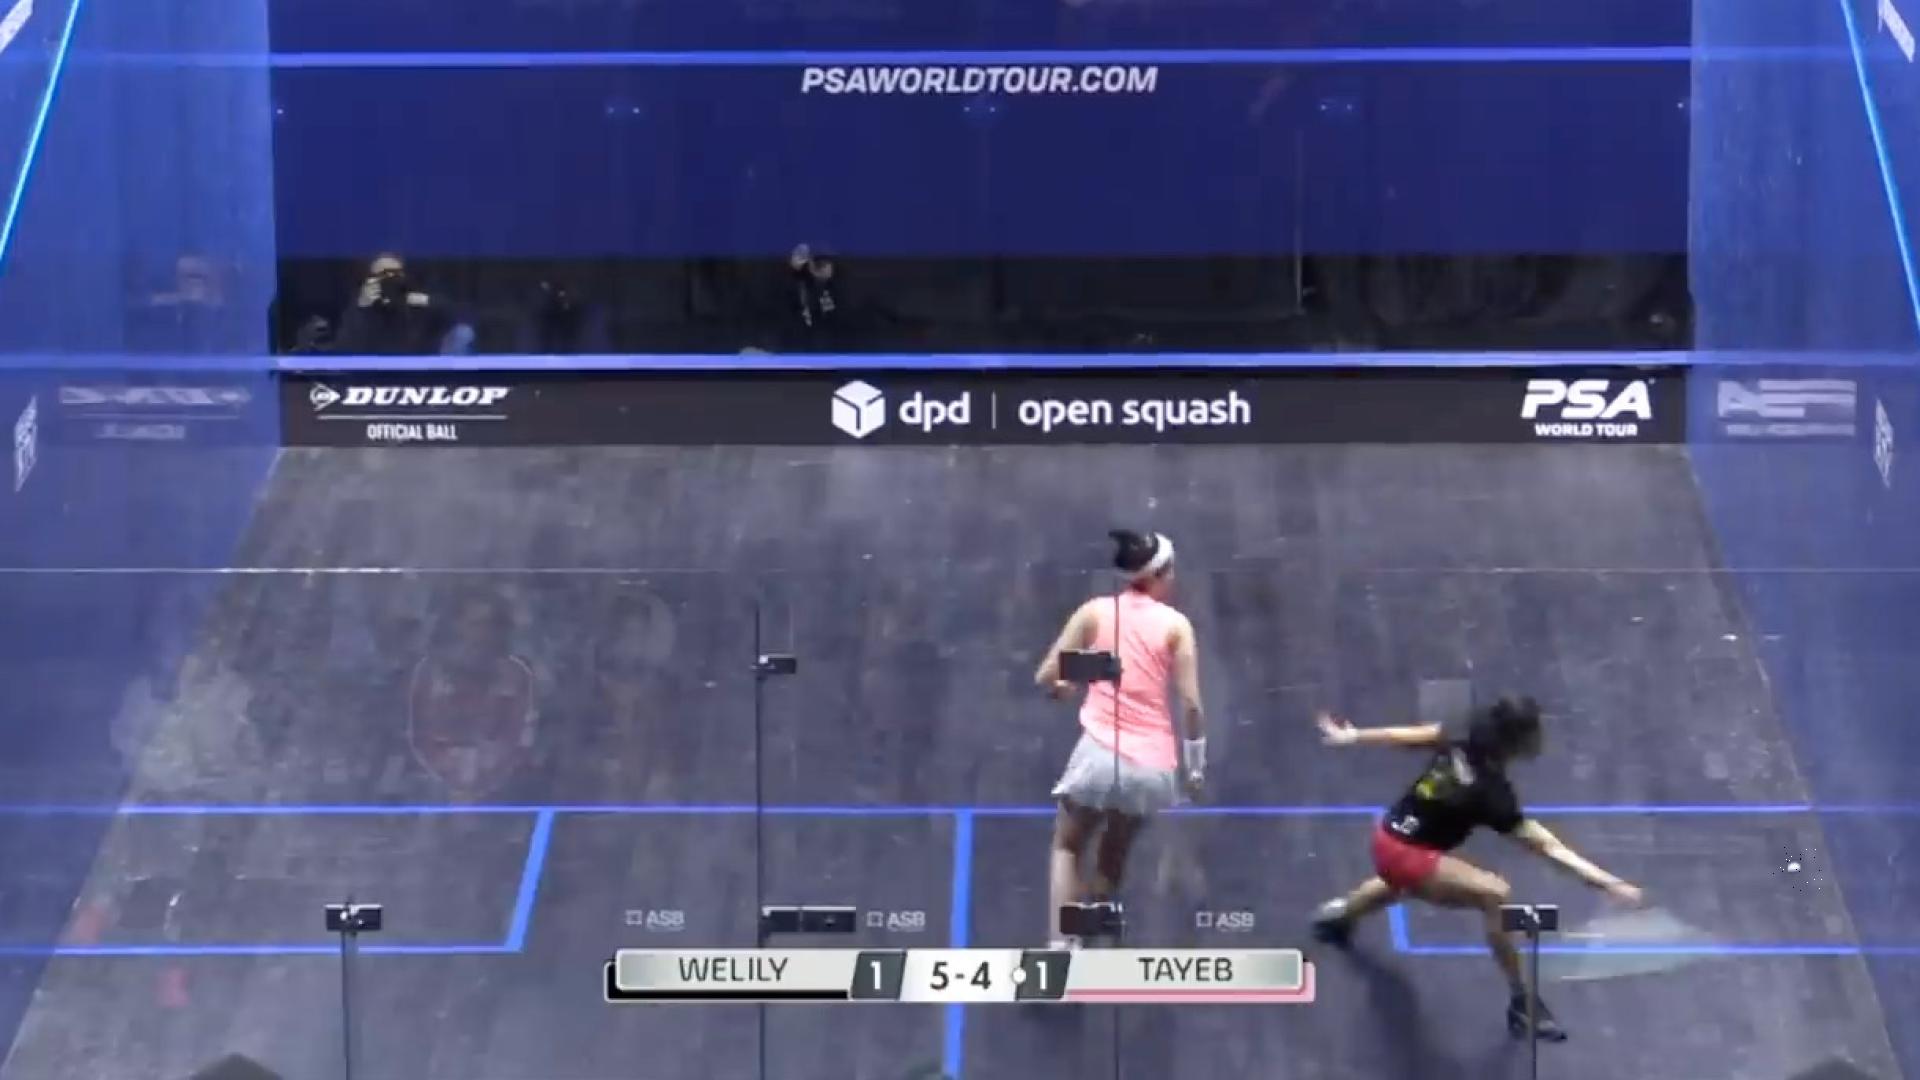 PSAWORLDTOUR.COM
DUNLOP
OFFICIAL BALL
dpd | open squash
PSA
WORLD TOUR
ASB
ASB
ASB
WELILY 1 5-4 1 TAYEB